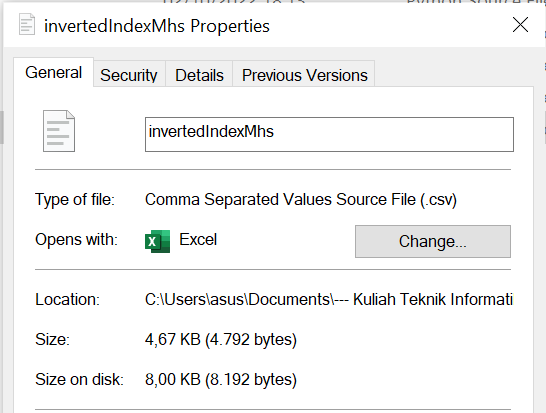 invertedIndexMhs Properties
General Security Details Previous Versions
invertedIndexMhs
Type of file: Comma Separated Values Source File (.csv)
Opens with: Excel Change...
Location: C:\Users\asus\Documents\--- Kuliah Teknik Informati
Size: 4,67 KB (4.792 bytes)
Size on disk: 8,00 KB (8.192 bytes)